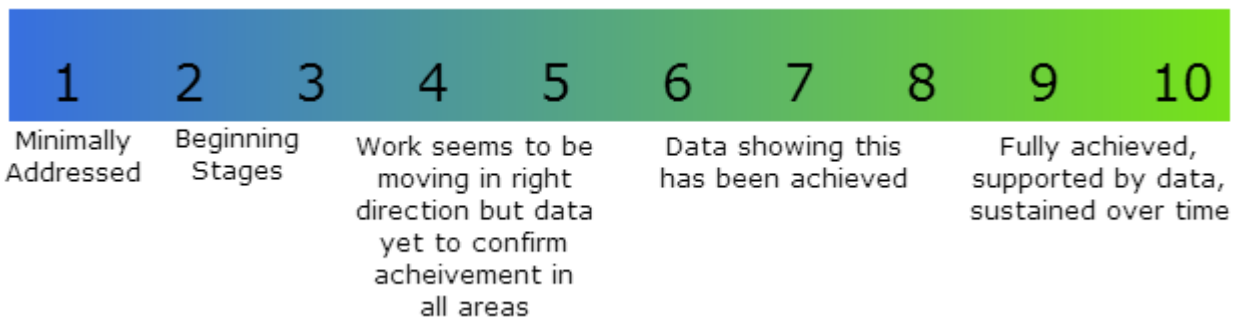 1 2 3 4 5 6 7 8 9 10
Minimally
Addressed
Beginning
Stages
Work seems to be
moving in right
direction but data
yet to confirm
acheivement in
all areas
Data showing this
has been achieved
Fully achieved,
supported by data,
sustained over time